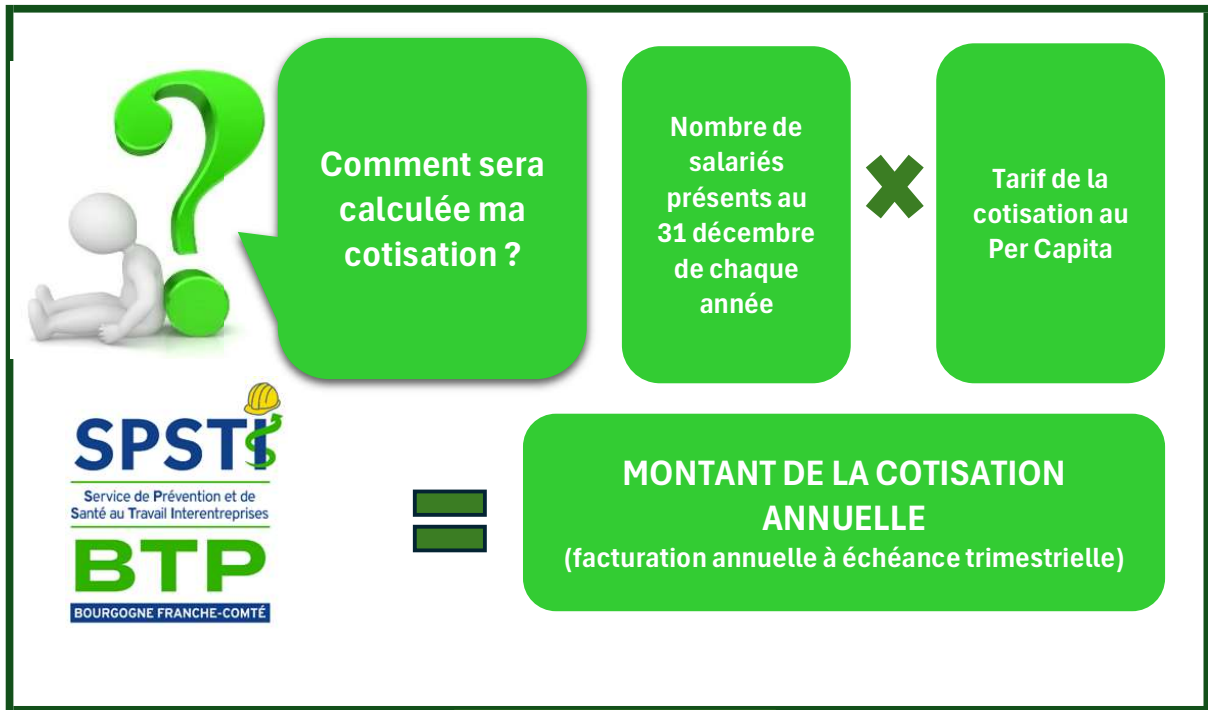 Comment sera
calculée ma
cotisation ?
Nombre de
salariés
présents au
31 décembre
de chaque
année
Tarif de la
cotisation au
Per Capita
SPSTI
Service de Prévention et de
Santé au Travail Interentreprises
BTP
BOURGOGNE FRANCHE-COMTÉ
MONTANT DE LA COTISATION
ANNUELLE
(facturation annuelle à échéance trimestrielle)